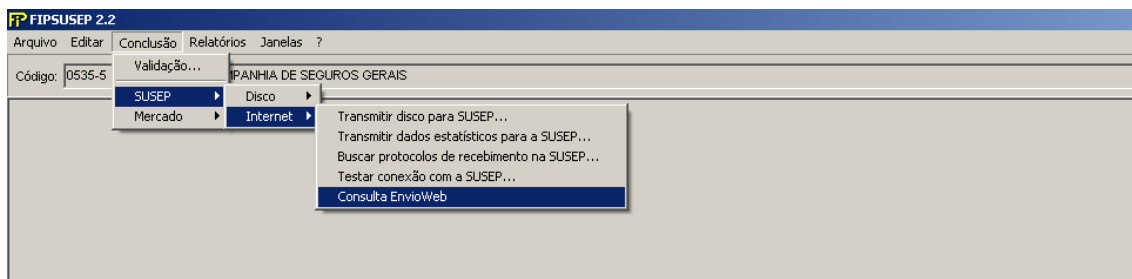 FIPSUSEP 2.2
Arquivo Editar Conclusão Relatórios Janelas ?
Código: 0535-5 MPANHIA DE SEGUROS GERAIS
Validação...
SUSEP
Mercado
Disco
Internet
Transmitir disco para SUSEP...
Transmitir dados estatísticos para a SUSEP...
Buscar protocolos de recebimento na SUSEP...
Testar conexão com a SUSEP...
Consulta EnvioWeb